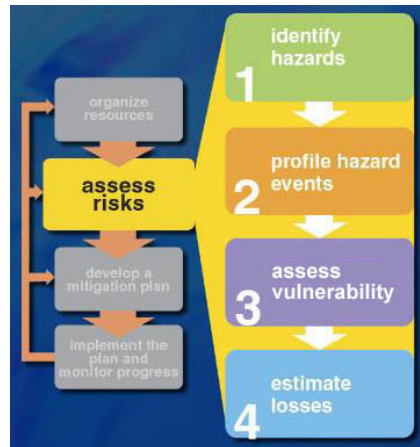 organize
resources
assess
risks
develop a
mitigation plan
implement the
plan and
monitor progress
1
identify
hazards
2
profile hazard
events
3
assess
vulnerability
4
estimate
losses